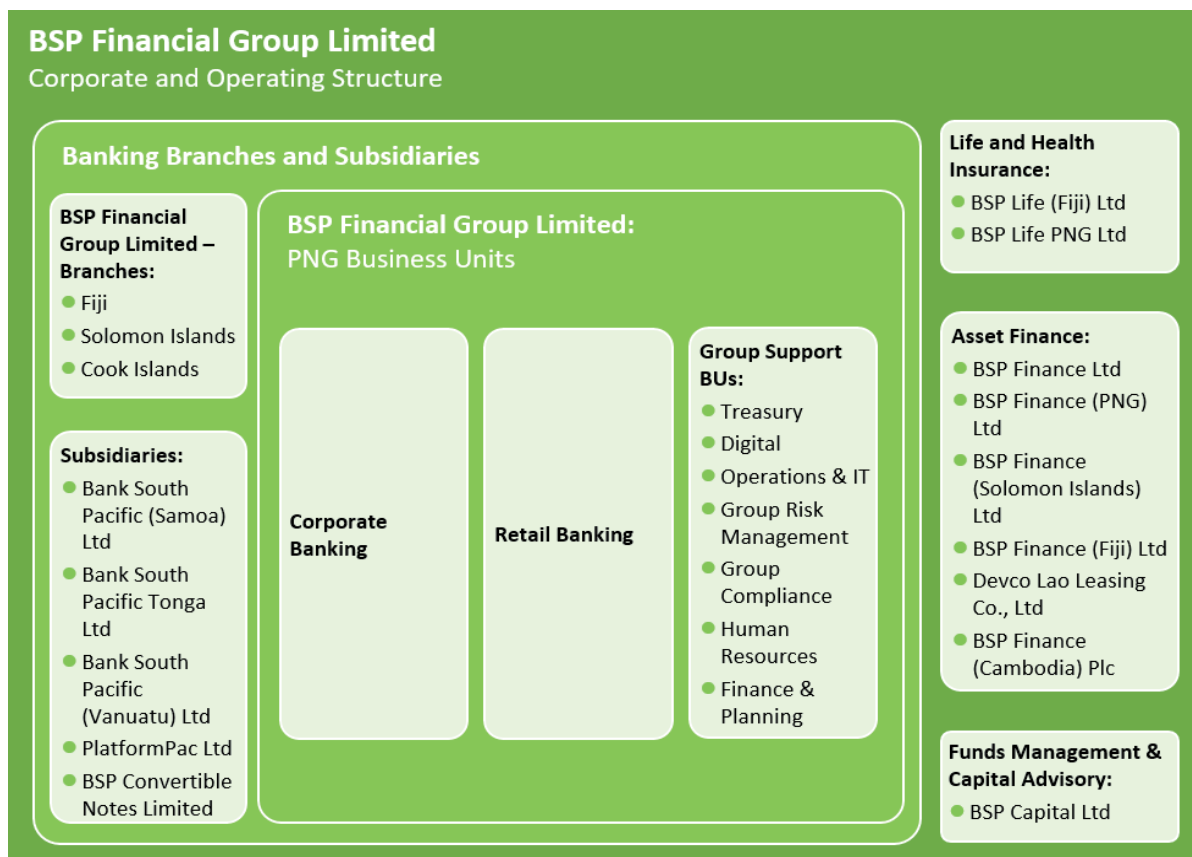 BSP Financial Group Limited
Corporate and Operating Structure
Banking Branches and Subsidiaries
BSP Financial
Group Limited –
Branches:
Fiji
Solomon Islands
Cook Islands
Subsidiaries:
Bank South
Pacific (Samoa)
Ltd
Bank South
Pacific Tonga
Ltd
Bank South
Pacific
(Vanuatu) Ltd
PlatformPac Ltd
BSP Convertible
Notes Limited
BSP Financial Group Limited:
PNG Business Units
Corporate
Banking
Retail Banking
Group Support
BUs:
Treasury
Digital
Operations & IT
Group Risk
Management
Group
Compliance
Human
Resources
Finance &
Planning
Life and Health
Insurance:
BSP Life (Fiji) Ltd
BSP Life PNG Ltd
Asset Finance:
BSP Finance Ltd
BSP Finance (PNG)
Ltd
BSP Finance
(Solomon Islands)
Ltd
BSP Finance (Fiji) Ltd
Devco Lao Leasing
Co., Ltd
BSP Finance
(Cambodia) Plc
Funds Management &
Capital Advisory:
BSP Capital Ltd